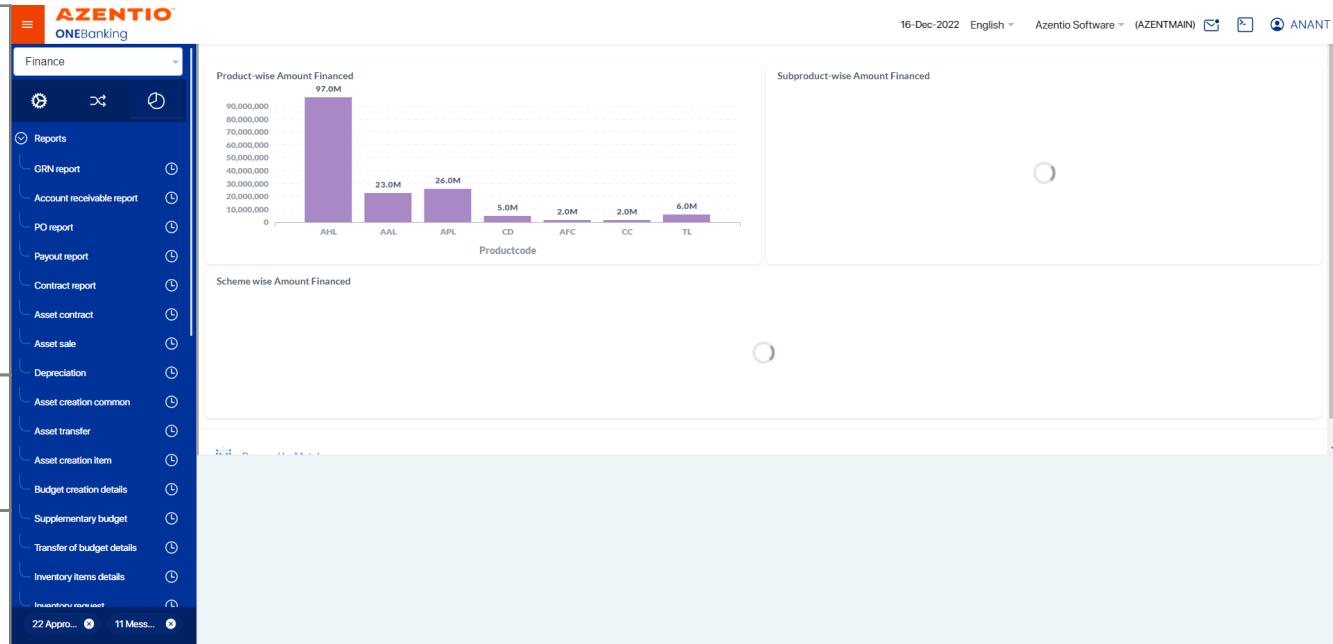 AZENTIO
ONEBanking
16-Dec-2022 English Azentio Software (AZENTMAIN) ANANT
Finance
Reports
GRN report
Account receivable report
PO report
Payout report
Contract report
Asset contract
Asset sale
Depreciation
Asset creation common
Asset transfer
Asset creation item
Budget creation details
Supplementary budget
Transfer of budget details
Inventory items details
Inventory request
22 Appro...
11 Mess...
Product-wise Amount Financed
97.0M
90,000,000
80,000,000
70,000,000
60,000,000
50,000,000
40,000,000
30,000,000
20,000,000
10,000,000
0
23.0M
26.0M
5.0M
2.0M
2.0M
6.0M
AHL AAL APL CD AFC CC TL
Productcode
Subproduct-wise Amount Financed
Scheme wise Amount Financed